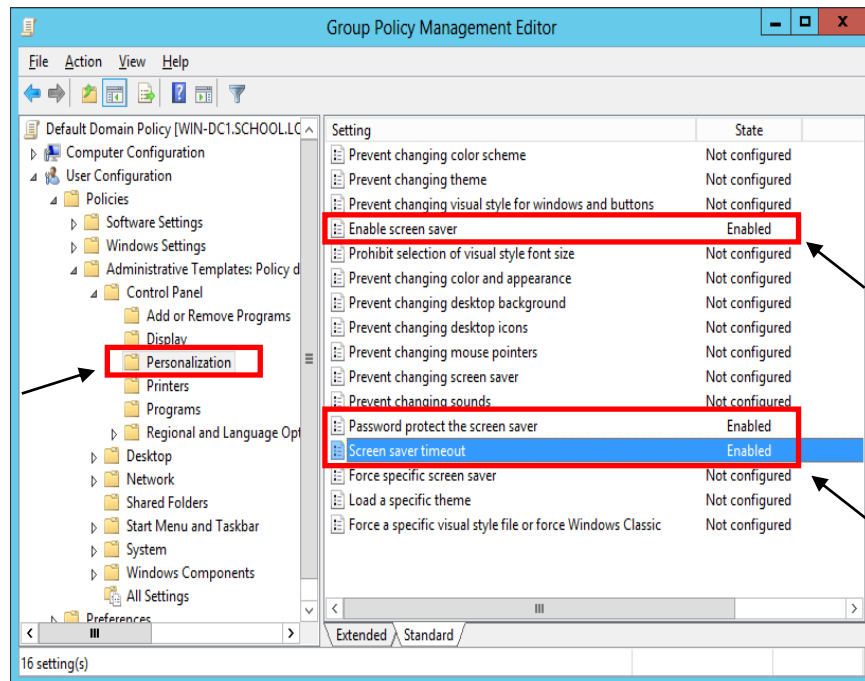 Group Policy Management Editor
File Action View Help
Default Domain Policy [WIN-DC1.SCHOOL.LC
Computer Configuration
User Configuration
Policies
Software Settings
Windows Settings
Administrative Templates: Policy d
Control Panel
Add or Remove Programs
Display
Personalization
Printers
Programs
Regional and Language Opt
Desktop
Network
Shared Folders
Start Menu and Taskbar
System
Windows Components
All Settings
Preferences
Setting State
Prevent changing color scheme Not configured
Prevent changing theme Not configured
Prevent changing visual style for windows and buttons Not configured
Enable screen saver Enabled
Prohibit selection of visual style font size Not configured
Prevent changing color and appearance Not configured
Prevent changing desktop background Not configured
Prevent changing desktop icons Not configured
Prevent changing mouse pointers Not configured
Prevent changing screen saver Not configured
Prevent changing sounds Not configured
Password protect the screen saver Enabled
Screen saver timeout Enabled
Force specific screen saver Not configured
Load a specific theme Not configured
Force a specific visual style file or force Windows Classic Not configured
Extended Standard
16 setting(s)